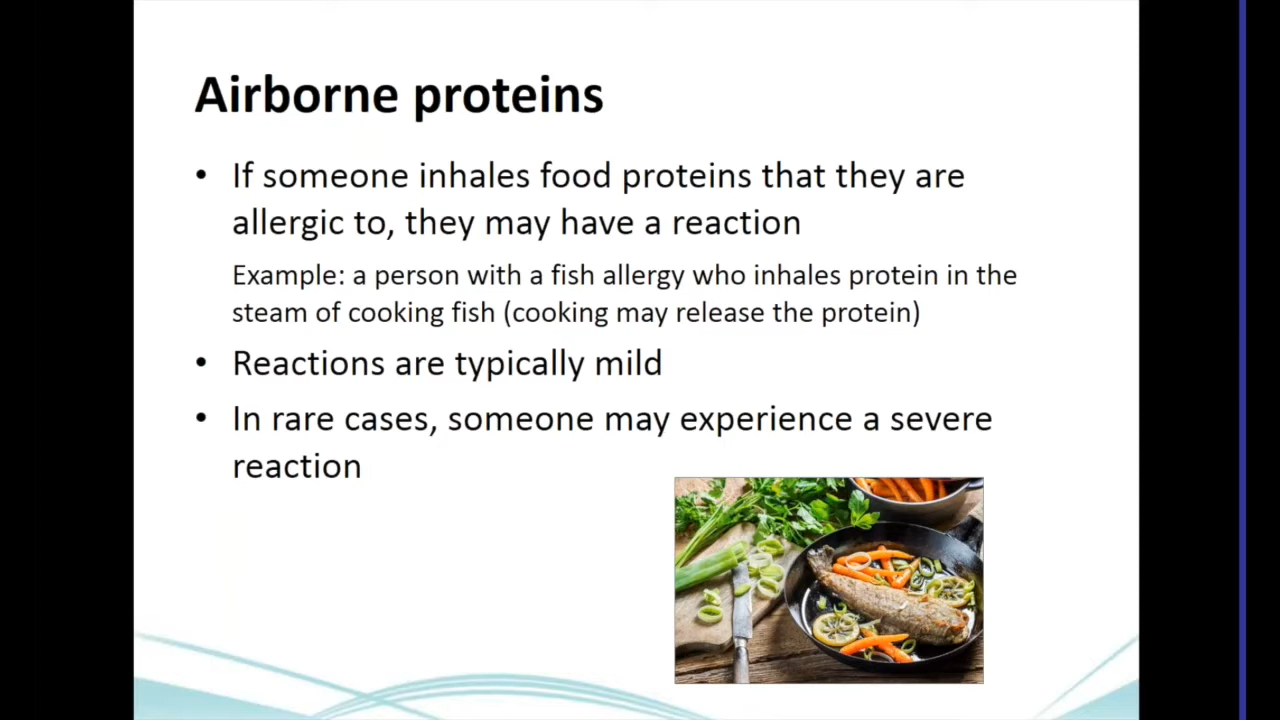 Airborne proteins
• If someone inhales food proteins that they are
allergic to, they may have a reaction
Example: a person with a fish allergy who inhales protein in the
steam of cooking fish (cooking may release the protein)
• Reactions are typically mild
• In rare cases, someone may experience a severe
reaction